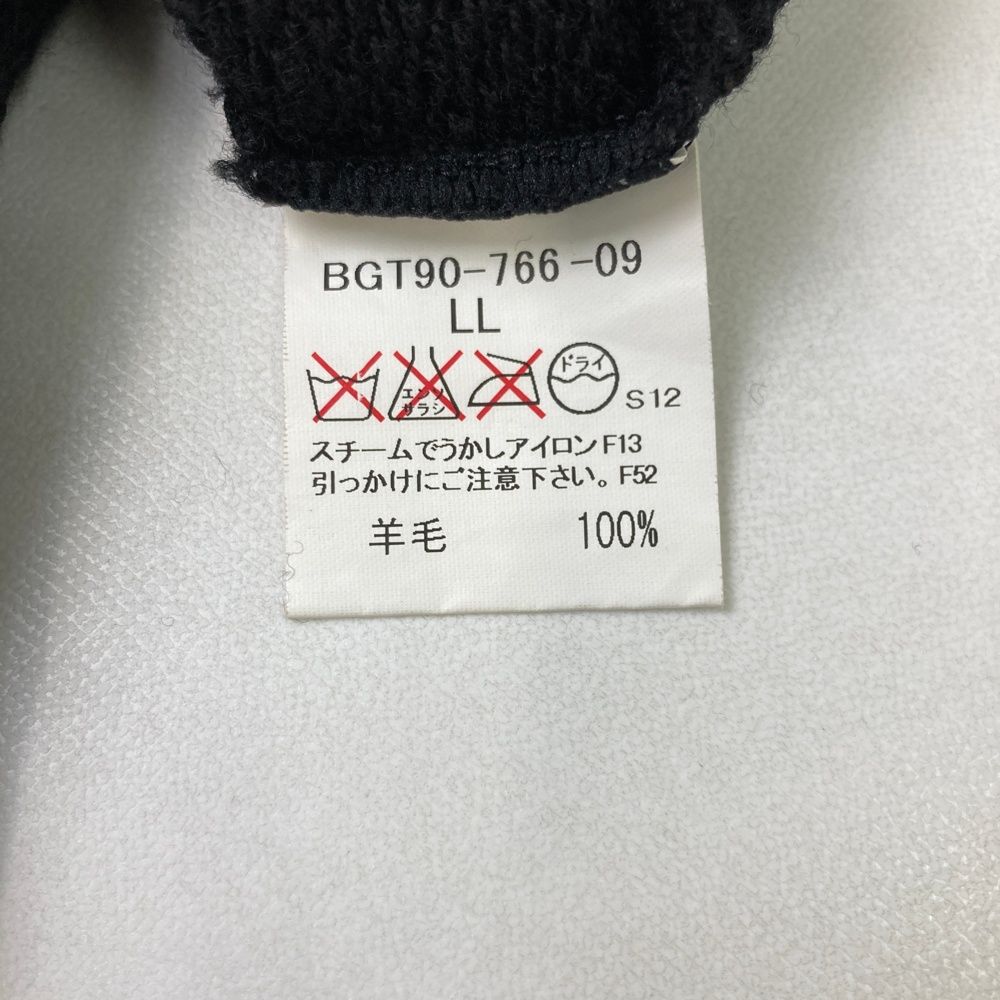 BGT90-766-09
LL
エンソ
サラシ
ドライ
S12
スチームでうかしアイロンF13
引っかけにご注意下さい。F52
羊毛 100%